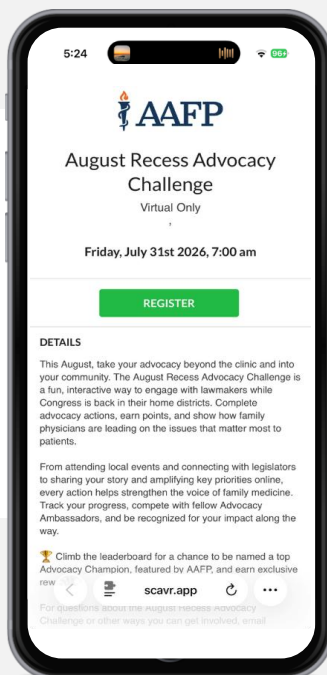 5:24
96
AAFP
August Recess Advocacy
Challenge
Virtual Only
,
Friday, July 31st 2026, 7:00 am
REGISTER
DETAILS
This August, take your advocacy beyond the clinic and into
your community. The August Recess Advocacy Challenge is
a fun, interactive way to engage with lawmakers while
Congress is back in their home districts. Complete
advocacy actions, earn points, and show how family
physicians are leading on the issues that matter most to
patients.
From attending local events and connecting with legislators
to sharing your story and amplifying key priorities online,
every action helps strengthen the voice of family medicine.
Track your progress, compete with fellow Advocacy
Ambassadors, and be recognized for your impact along the
way.
🏆 Climb the leaderboard for a chance to be named a top
Advocacy Champion, featured by AAFP, and earn exclusive
rew
scavr.app
For questions about the August Recess Advocacy
Challenge or other ways you can get involved, email